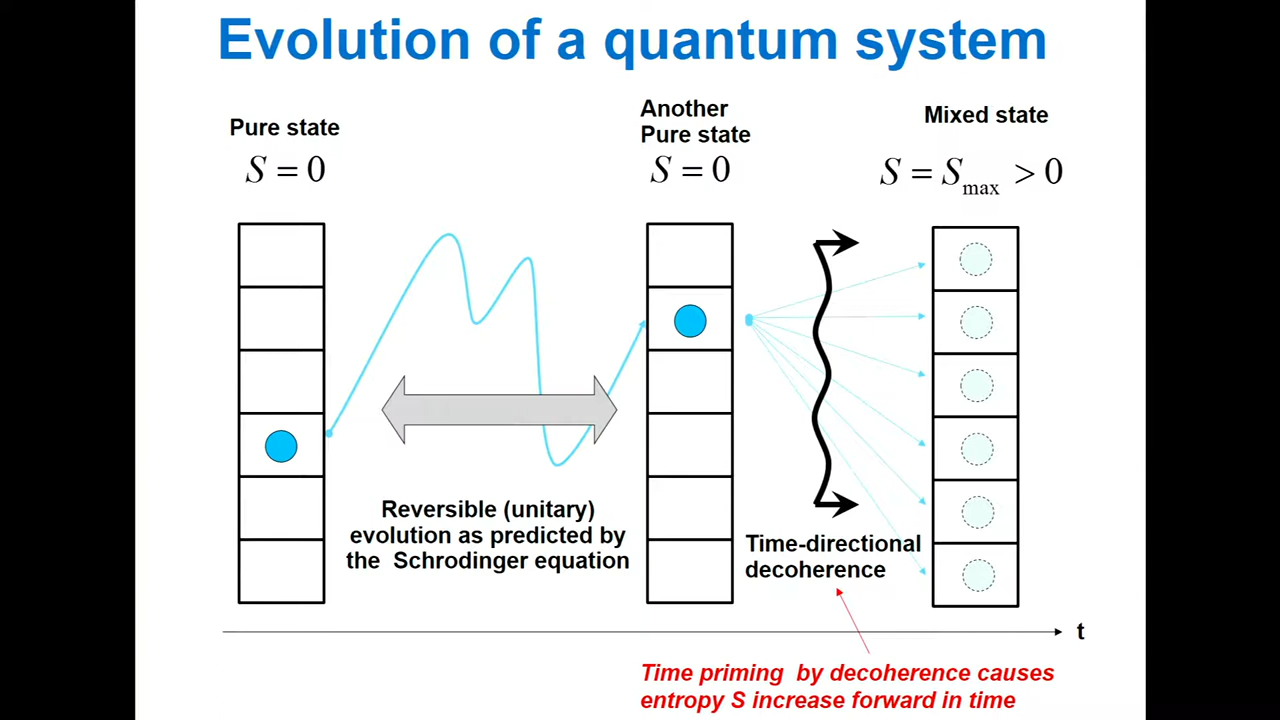 Evolution of a quantum system
Pure state
S = 0
Another
Pure state
S = 0
Mixed state
S = Smax > 0
Reversible (unitary)
evolution as predicted by
the Schrodinger equation
Time-directional
decoherence
t
Time priming by decoherence causes
entropy S increase forward in time